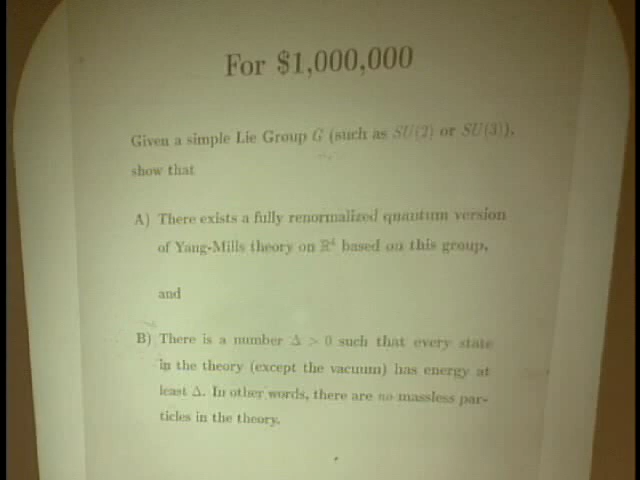 For $1,000,000
Given a simple Lie Group G (such as SU(2) or SU(3)),
show that
A) There exists a fully renormalized quantum version
of Yang-Mills theory on ℝ⁴ based on this group,
and
B) There is a number Δ > 0 such that every state
in the theory (except the vacuum) has energy at
least Δ. In other words, there are no massless par-
ticles in the theory.